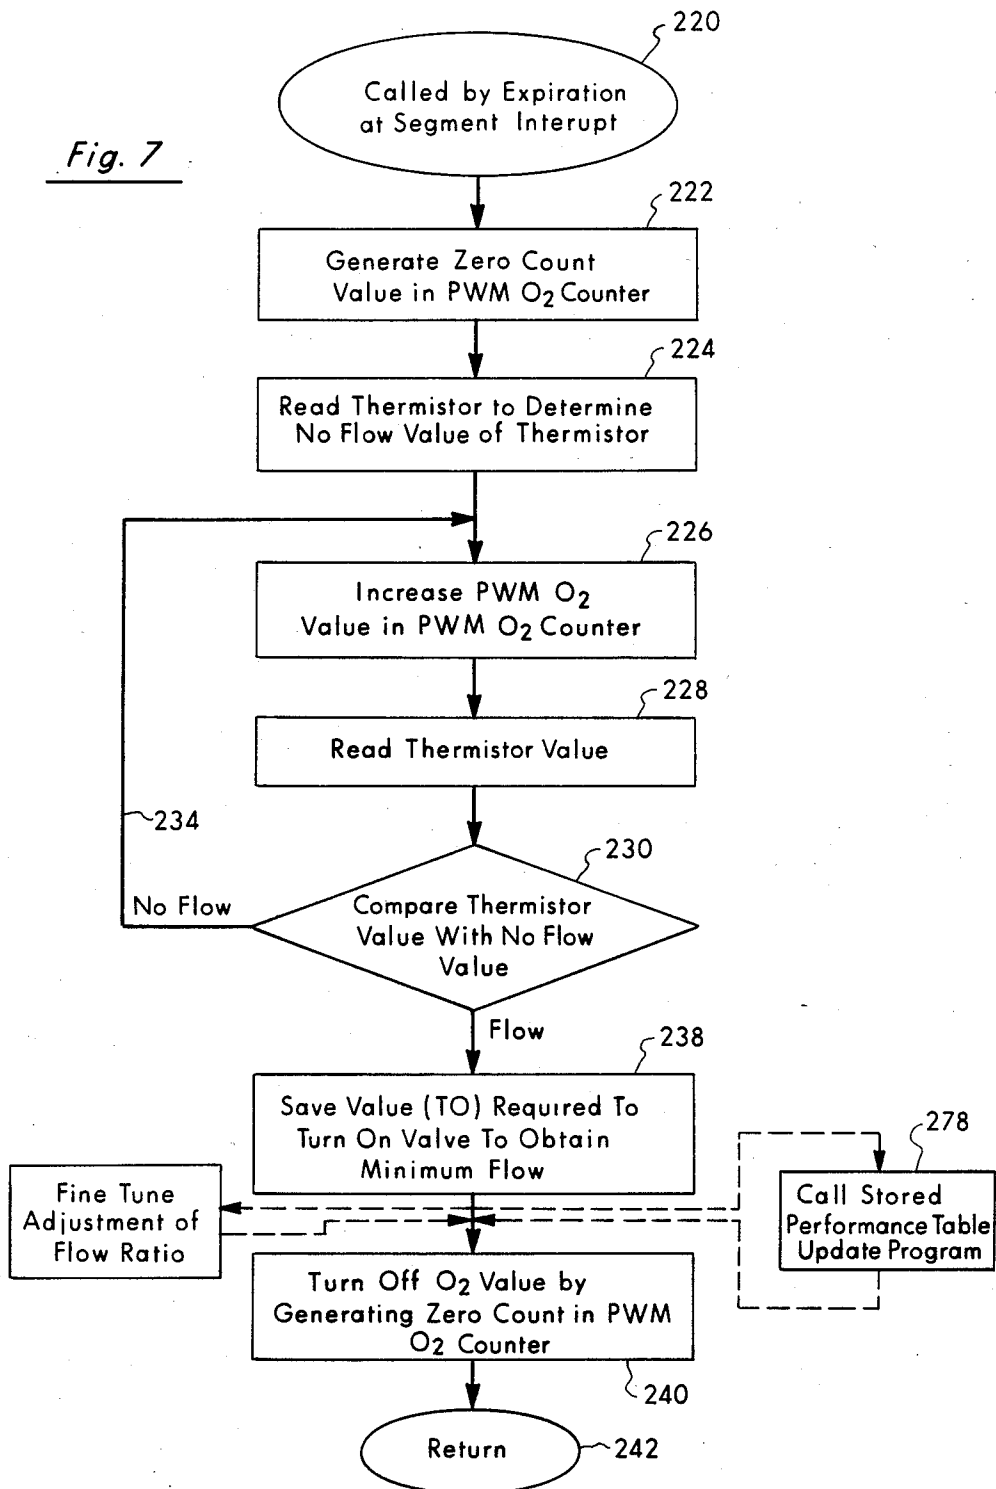 220
Called by Expiration
at Segment Interupt
Fig. 7
222
Generate Zero Count
Value in PWM O2 Counter
224
Read Thermistor to Determine
No Flow Value of Thermistor
226
Increase PWM O2
Value in PWM O2 Counter
228
Read Thermistor Value
234
230
No Flow
Compare Thermistor
Value With No Flow
Value
Flow
238
Save Value (TO) Required To
Turn On Valve To Obtain
Minimum Flow
278
Call Stored
Performance Table
Update Program
Fine Tune
Adjustment of
Flow Ratio
Turn Off O2 Value by
Generating Zero Count in PWM
O2 Counter
240
Return
242